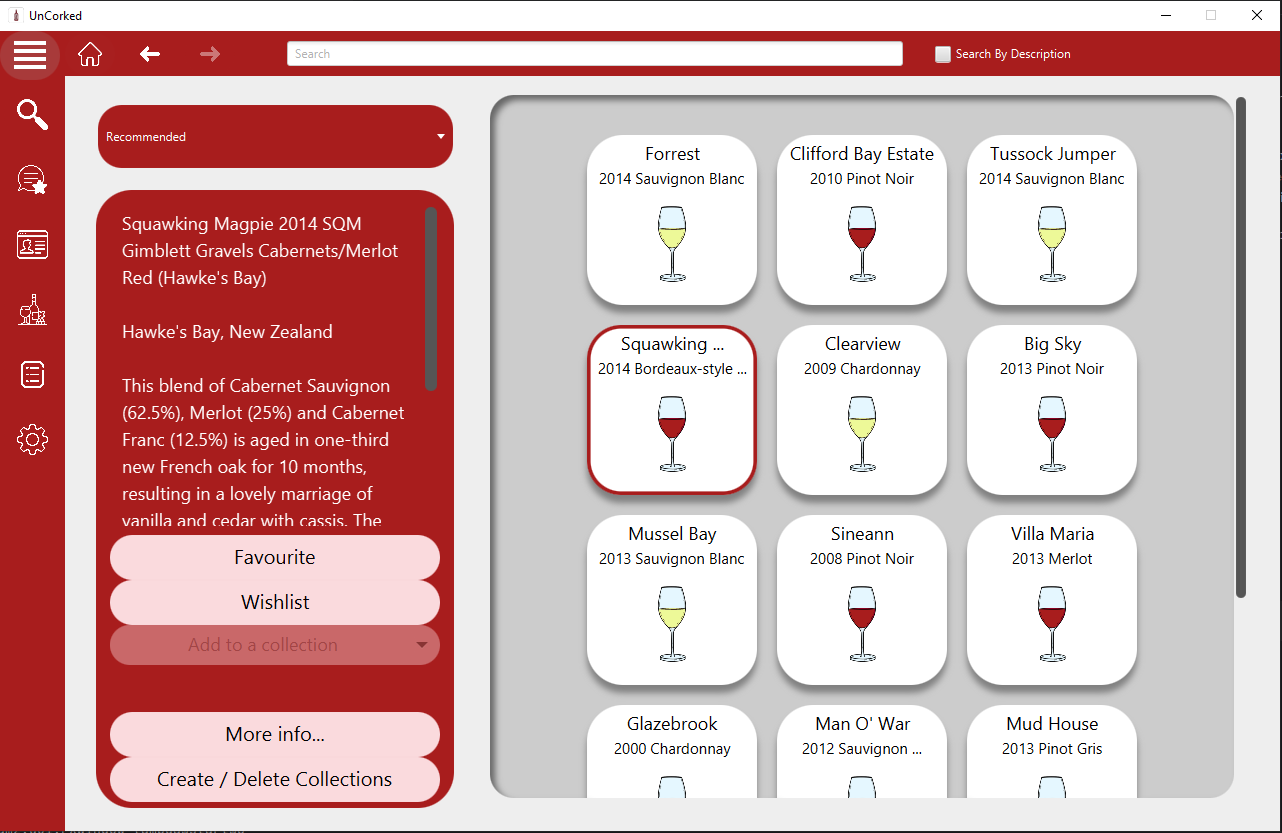 UnCorked
Search
Search By Description
Recommended
Squawking Magpie 2014 SQM
Gimblett Gravels Cabernets/Merlot
Red (Hawke's Bay)
Hawke's Bay, New Zealand
This blend of Cabernet Sauvignon
(62.5%), Merlot (25%) and Cabernet
Franc (12.5%) is aged in one-third
new French oak for 10 months,
resulting in a lovely marriage of
vanilla and cedar with cassis. The
Favourite
Wishlist
Add to a collection
More info...
Create / Delete Collections
Forrest
2014 Sauvignon Blanc
Clifford Bay Estate
2010 Pinot Noir
Tussock Jumper
2014 Sauvignon Blanc
Squawking ...
2014 Bordeaux-style ...
Clearview
2009 Chardonnay
Big Sky
2013 Pinot Noir
Mussel Bay
2013 Sauvignon Blanc
Sineann
2008 Pinot Noir
Villa Maria
2013 Merlot
Glazebrook
2000 Chardonnay
Man O' War
2012 Sauvignon ...
Mud House
2013 Pinot Gris